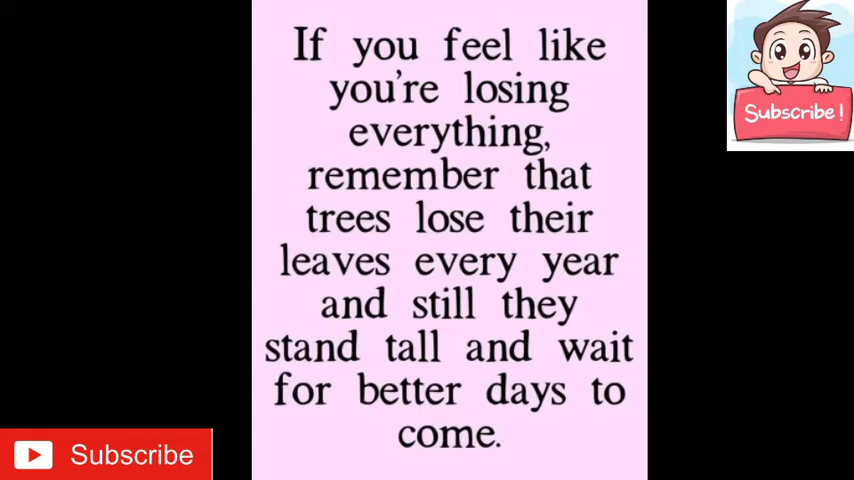 If you feel like
you're losing
everything,
remember that
trees lose their
leaves every year
and still they
stand tall and wait
for better days to
come.
Subscribe!
Subscribe